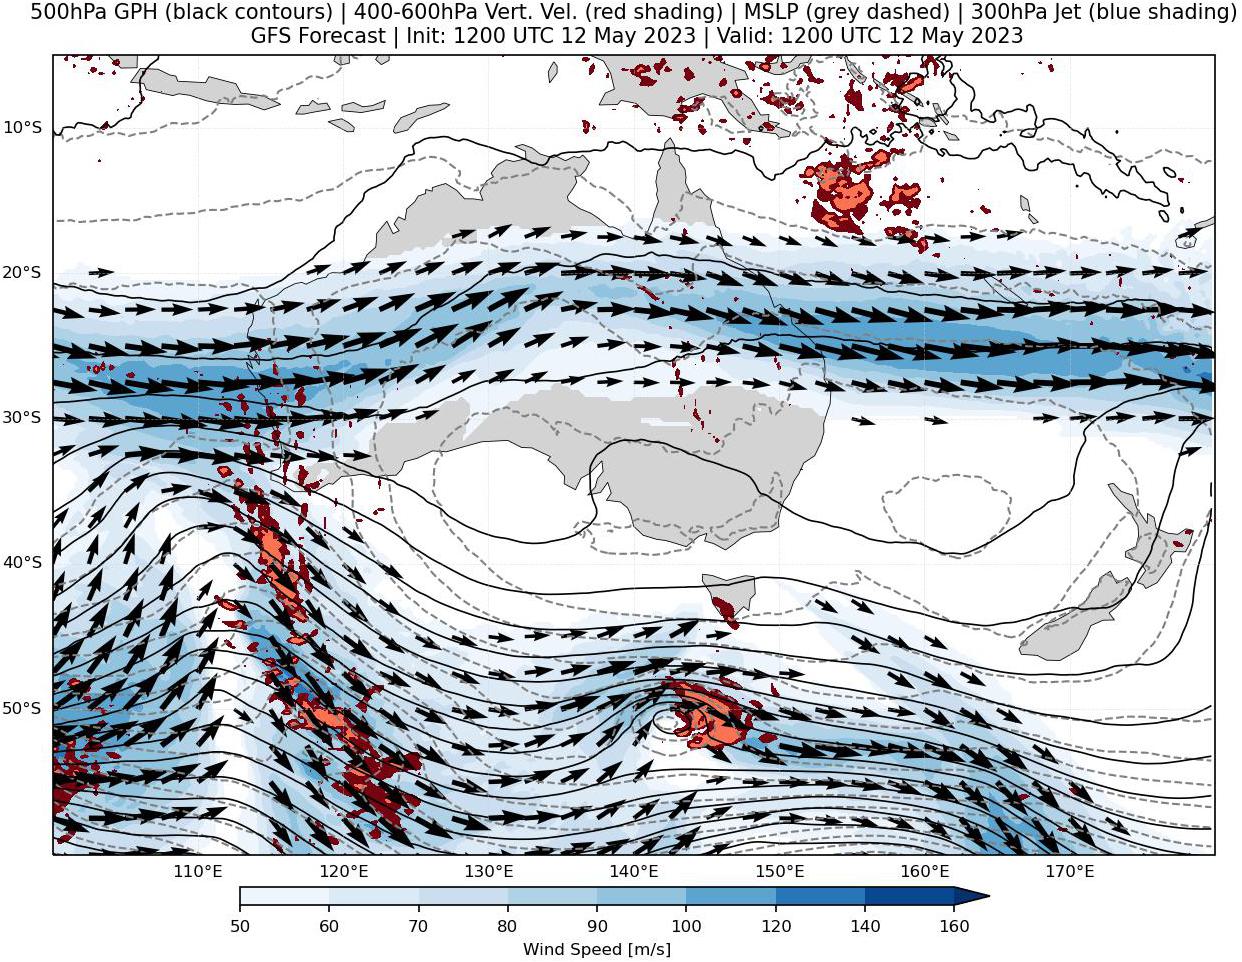 500hPa GPH (black contours) | 400-600hPa Vert. Vel. (red shading) | MSLP (grey dashed) | 300hPa Jet (blue shading)
GFS Forecast | Init: 1200 UTC 12 May 2023 | Valid: 1200 UTC 12 May 2023
10°S
20°S
30°S
40°S
50°S
110°E 120°E 130°E 140°E 150°E 160°E 170°E
50 60 70 80 90 100 120 140 160
Wind Speed [m/s]